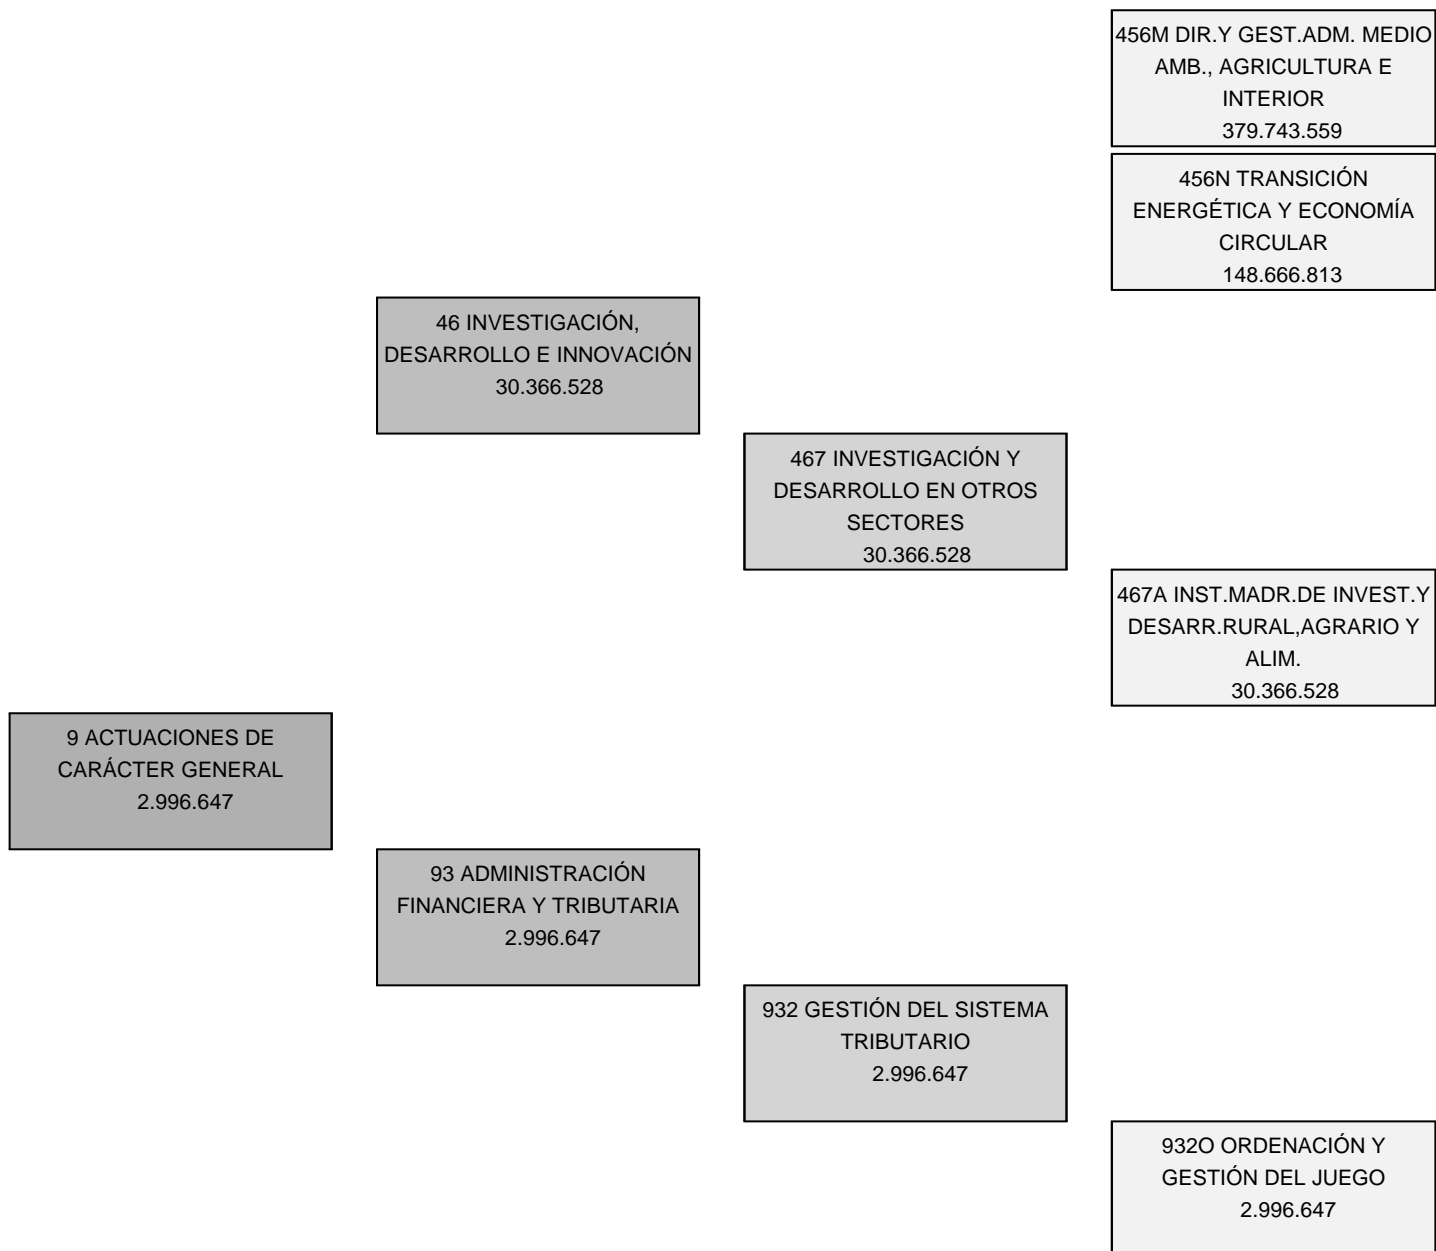 456M DIR.Y GEST.ADM. MEDIO
AMB., AGRICULTURA E
INTERIOR
379.743.559
456N TRANSICIÓN
ENERGÉTICA Y ECONOMÍA
CIRCULAR
148.666.813
46 INVESTIGACIÓN,
DESARROLLO E INNOVACIÓN
30.366.528
467 INVESTIGACIÓN Y
DESARROLLO EN OTROS
SECTORES
30.366.528
467A INST.MADR.DE INVEST.Y
DESARR.RURAL,AGRARIO Y
ALIM.
30.366.528
9 ACTUACIONES DE
CARÁCTER GENERAL
2.996.647
93 ADMINISTRACIÓN
FINANCIERA Y TRIBUTARIA
2.996.647
932 GESTIÓN DEL SISTEMA
TRIBUTARIO
2.996.647
932O ORDENACIÓN Y
GESTIÓN DEL JUEGO
2.996.647